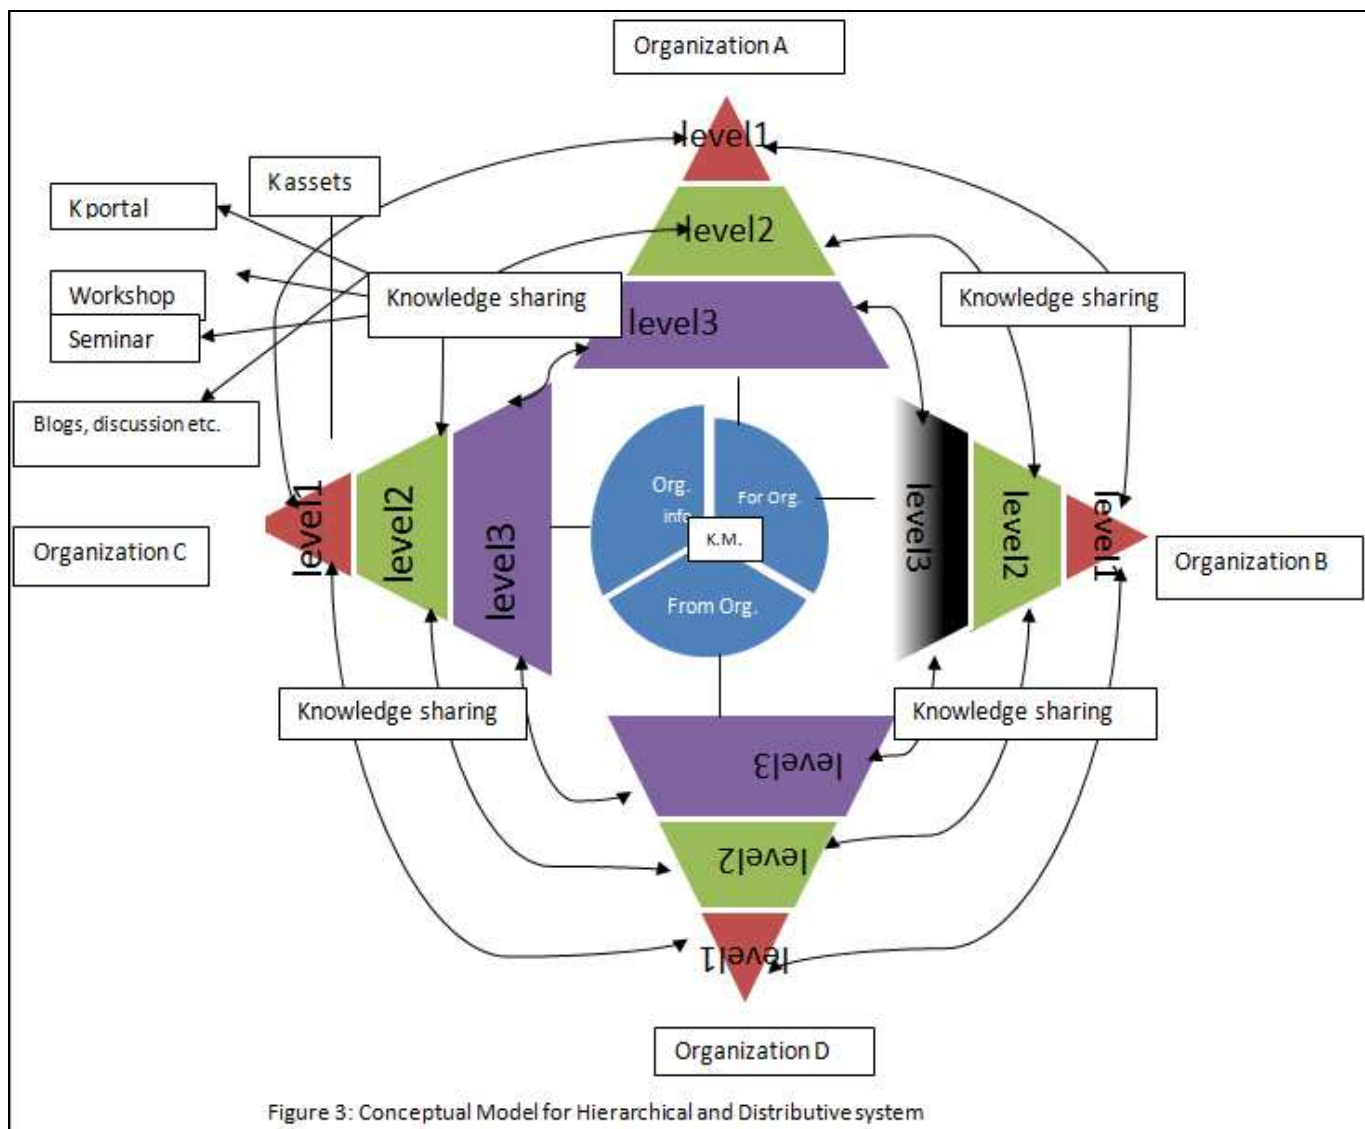 Organization A
level1
K assets
K portal
level2
Workshop
Knowledge sharing
Knowledge sharing
Seminar
level3
Blogs, discussion etc.
Organization C
level1
level2
level3
Org.
info
For Org.
K.M.
From Org.
level3
level2
level1
Organization B
Knowledge sharing
Knowledge sharing
level3
level2
level1
Organization D
Figure 3: Conceptual Model for Hierarchical and Distributive system